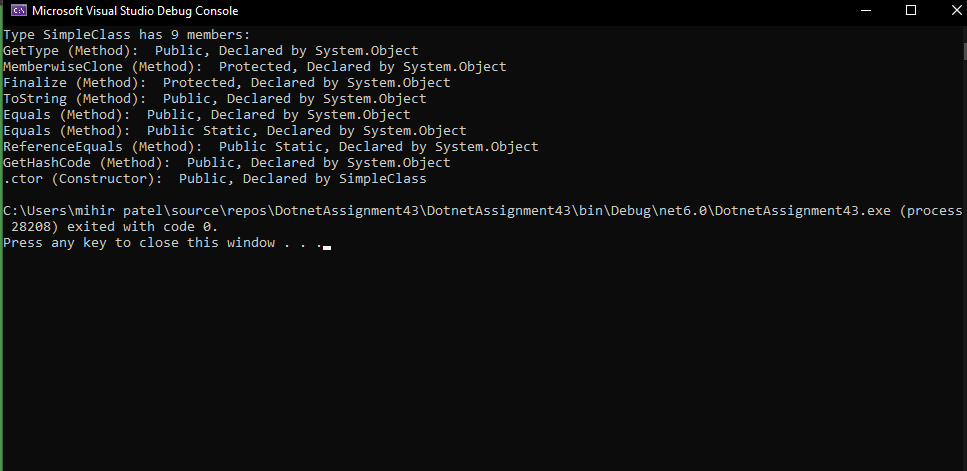 Microsoft Visual Studio Debug Console
Type SimpleClass has 9 members:
GetType (Method):  Public, Declared by System.Object
MemberwiseClone (Method):  Protected, Declared by System.Object
Finalize (Method):  Protected, Declared by System.Object
ToString (Method):  Public, Declared by System.Object
Equals (Method):  Public, Declared by System.Object
Equals (Method):  Public Static, Declared by System.Object
ReferenceEquals (Method):  Public Static, Declared by System.Object
GetHashCode (Method):  Public, Declared by System.Object
.ctor (Constructor):  Public, Declared by SimpleClass
C:\Users\mihir patel\source\repos\DotnetAssignment43\DotnetAssignment43\bin\Debug\net6.0\DotnetAssignment43.exe (process
 28208) exited with code 0.
Press any key to close this window . . .